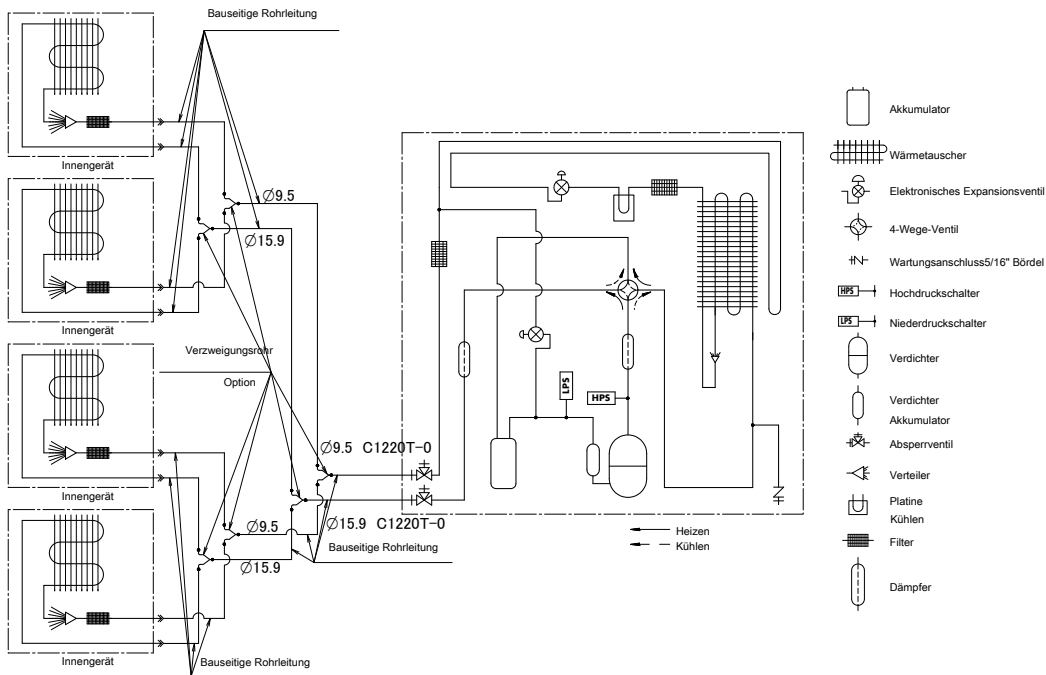 Bauseitige Rohrleitung
Innengerät
Innengerät
Innengerät
Innengerät
Ø9.5
Ø15.9
Verzweigungsrohr
Option
Ø9.5 C1220T-0
Ø15.9 C1220T-0
Ø9.5
Ø15.9
Bauseitige Rohrleitung
Bauseitige Rohrleitung
LPS
HPS
Heizen
Kühlen
Akkumulator
Wärmetauscher
Elektronisches Expansionsventil
4-Wege-Ventil
Wartungsanschluss5/16" Bördel
HPS
Hochdruckschalter
LPS
Niederdruckschalter
Verdichter
Verdichter
Akkumulator
Absperrventil
Verteiler
Platine
Kühlen
Filter
Dämpfer